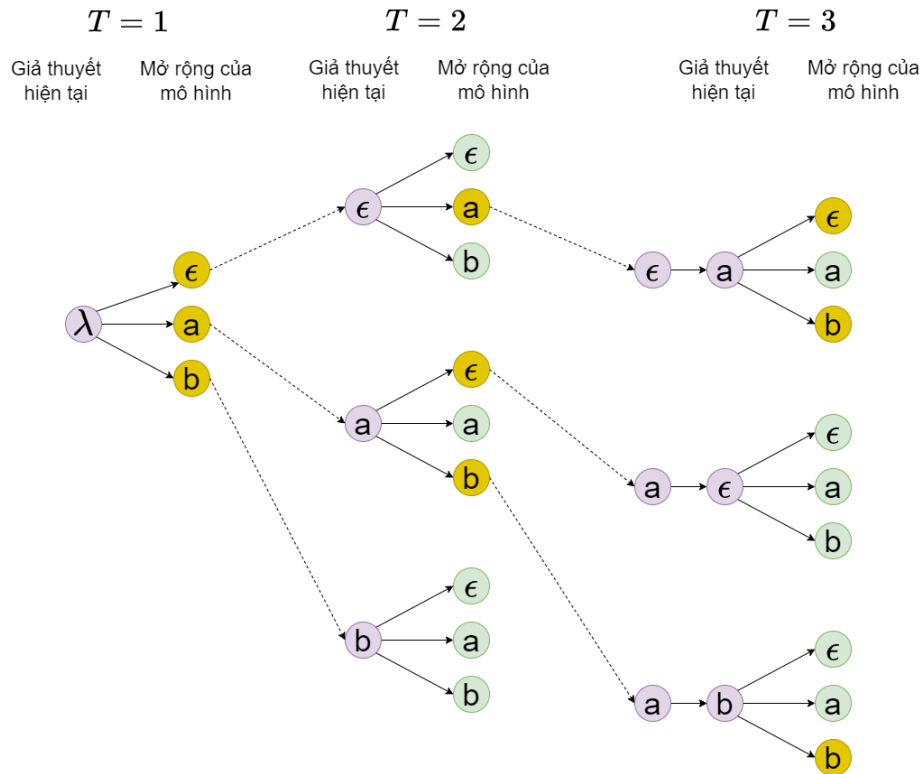 T = 1 T = 2 T = 3
Giả thuyết hiện tại Mở rộng của mô hình Giả thuyết hiện tại Mở rộng của mô hình Giả thuyết hiện tại Mở rộng của mô hình
ϵ
ϵ a ϵ
b
ϵ ϵ a a
λ a b
b ϵ
a a ϵ
b a ϵ a
b
ϵ
b a ϵ
b a b a
b